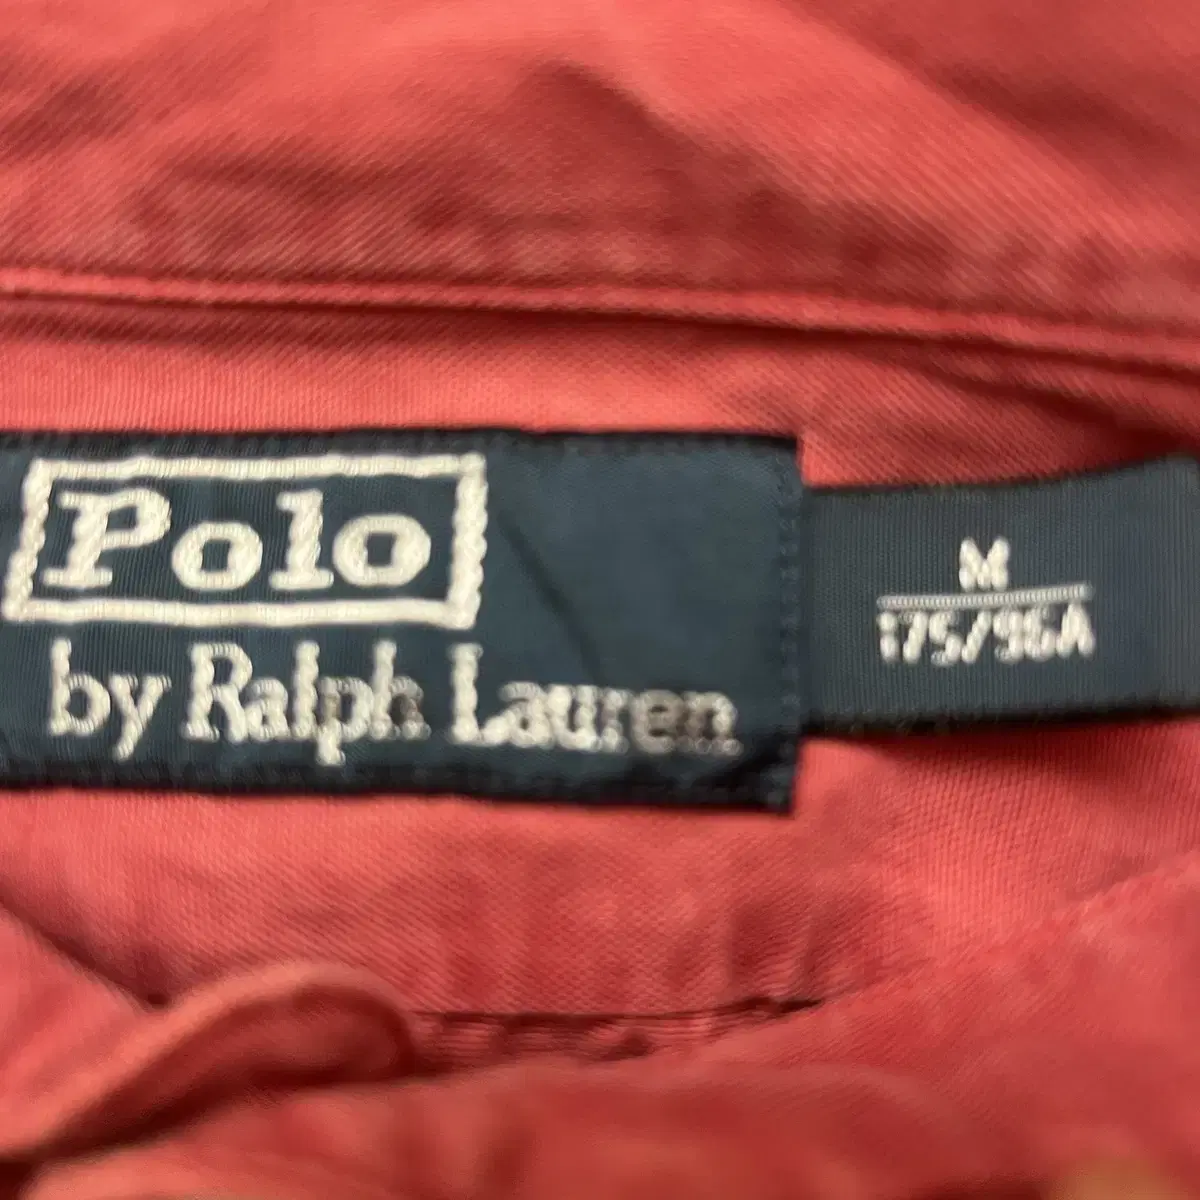 Polo
by Ralph Lauren
M
175/96A